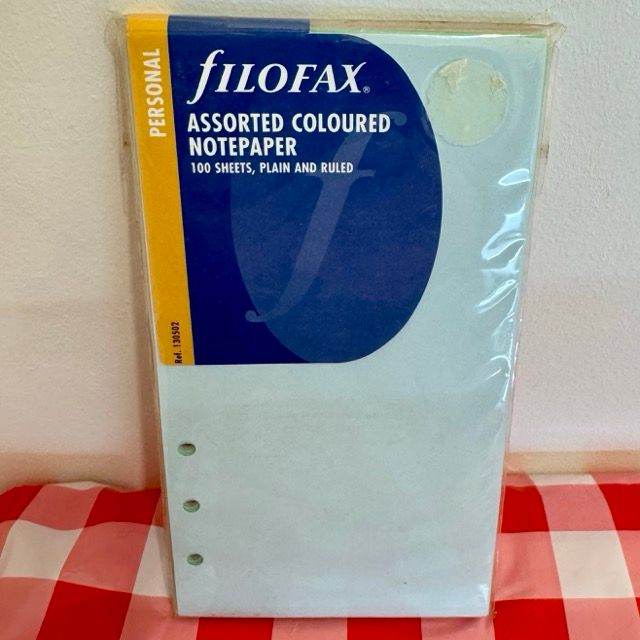 PERSONAL
fILOFAX®
ASSORTED COLOURED
NOTEPAPER
100 SHEETS, PLAIN AND RULED
f
Ref. 130502